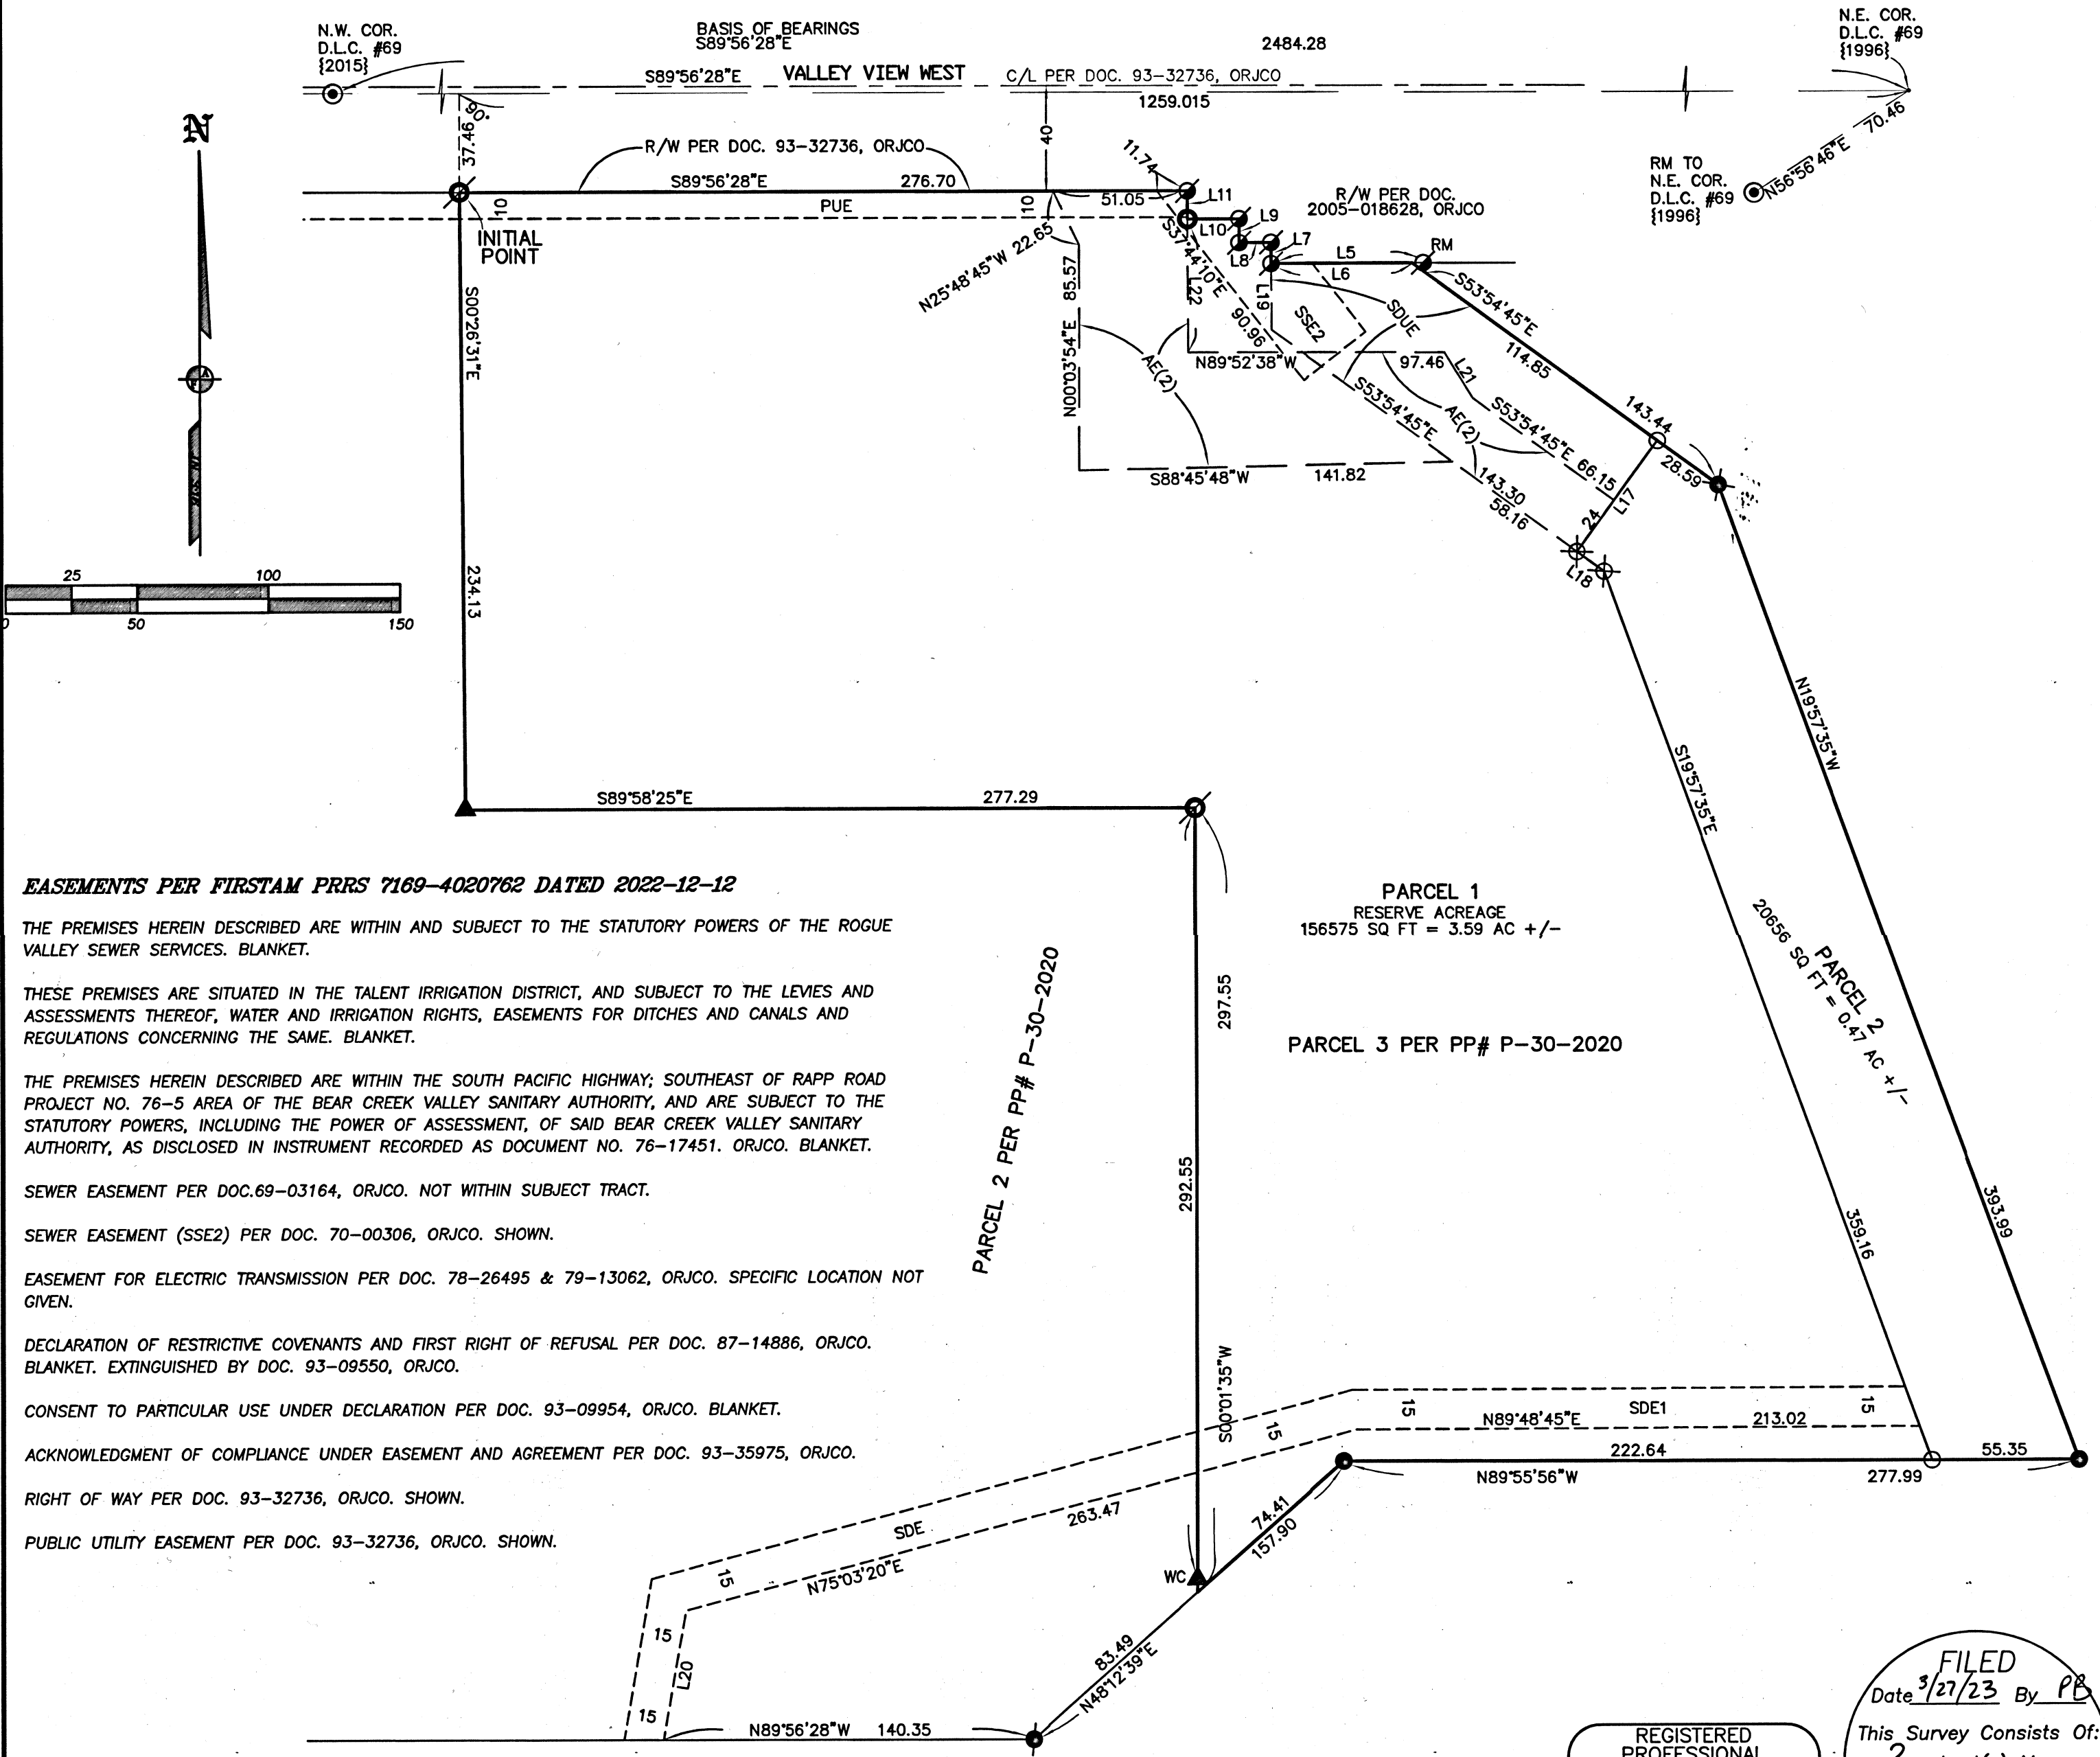 N.W. COR.
D.L.C. #69
{2015}
BASIS OF BEARINGS
S89°56'28"E
2484.28
N.E. COR.
D.L.C. #69
{1996}
S89°56'28"E
VALLEY VIEW WEST
C/L PER DOC. 93-32736, ORJCO
1259.015
90°
37.46
40
70.46
N56°56'46"E
RM TO
N.E. COR.
D.L.C. #69
{1996}
N
R/W PER DOC. 93-32736, ORJCO
S89°56'28"E
276.70
11.74
51.05
L11
R/W PER DOC.
2005-018628, ORJCO
10
PUE
10
INITIAL
POINT
N25°48'45"W 22.65
L10
L9
L8
L7
L5
L6
RM
S37°44'10"E
90.96
L22
L19
SSE2
SDUE
S53°54'45"E
114.85
143.44
28.59
N00°03'54"E 85.57
AE(2)
N89°52'38"W
97.46
L21
S53°54'45"E
AE(2)
S53°54'45"E 66.15
L17
24
S88°45'48"W
141.82
143.30
58.16
L18
S00°26'31"E
234.13
25
100
0
50
150
N19°57'35"W
S19°57'35"E
S89°58'25"E
277.29
EASEMENTS PER FIRSTAM PRRS 7169-4020762 DATED 2022-12-12
THE PREMISES HEREIN DESCRIBED ARE WITHIN AND SUBJECT TO THE STATUTORY POWERS OF THE ROGUE
VALLEY SEWER SERVICES. BLANKET.
THESE PREMISES ARE SITUATED IN THE TALENT IRRIGATION DISTRICT, AND SUBJECT TO THE LEVIES AND
ASSESSMENTS THEREOF, WATER AND IRRIGATION RIGHTS, EASEMENTS FOR DITCHES AND CANALS AND
REGULATIONS CONCERNING THE SAME. BLANKET.
THE PREMISES HEREIN DESCRIBED ARE WITHIN THE SOUTH PACIFIC HIGHWAY; SOUTHEAST OF RAPP ROAD
PROJECT NO. 76-5 AREA OF THE BEAR CREEK VALLEY SANITARY AUTHORITY, AND ARE SUBJECT TO THE
STATUTORY POWERS, INCLUDING THE POWER OF ASSESSMENT, OF SAID BEAR CREEK VALLEY SANITARY
AUTHORITY, AS DISCLOSED IN INSTRUMENT RECORDED AS DOCUMENT NO. 76-17451. ORJCO. BLANKET.
SEWER EASEMENT PER DOC.69-03164, ORJCO. NOT WITHIN SUBJECT TRACT.
SEWER EASEMENT (SSE2) PER DOC. 70-00306, ORJCO. SHOWN.
EASEMENT FOR ELECTRIC TRANSMISSION PER DOC. 78-26495 & 79-13062, ORJCO. SPECIFIC LOCATION NOT
GIVEN.
DECLARATION OF RESTRICTIVE COVENANTS AND FIRST RIGHT OF REFUSAL PER DOC. 87-14886, ORJCO.
BLANKET. EXTINGUISHED BY DOC. 93-09550, ORJCO.
CONSENT TO PARTICULAR USE UNDER DECLARATION PER DOC. 93-09954, ORJCO. BLANKET.
ACKNOWLEDGMENT OF COMPLIANCE UNDER EASEMENT AND AGREEMENT PER DOC. 93-35975, ORJCO.
RIGHT OF WAY PER DOC. 93-32736, ORJCO. SHOWN.
PUBLIC UTILITY EASEMENT PER DOC. 93-32736, ORJCO. SHOWN.
PARCEL 2 PER PP# P-30-2020
297.55
292.55
S00°01'35"W
PARCEL 1
RESERVE ACREAGE
156575 SQ FT = 3.59 AC +/-
PARCEL 3 PER PP# P-30-2020
PARCEL 2
20656 SQ FT = 0.47 AC +/-
359.16
393.99
15
SDE1
15
N89°48'45"E
213.02
15
222.64
55.35
N89°55'56"W
277.99
SDE
263.47
N75°03'20"E
15
74.41
157.90
WC
15
L20
15
83.49
N48°12'39"E
N89°56'28"W 140.35
FILED
Date 3/27/23 By PB
This Survey Consists Of:
2
REGISTERED
PROFESSIONAL